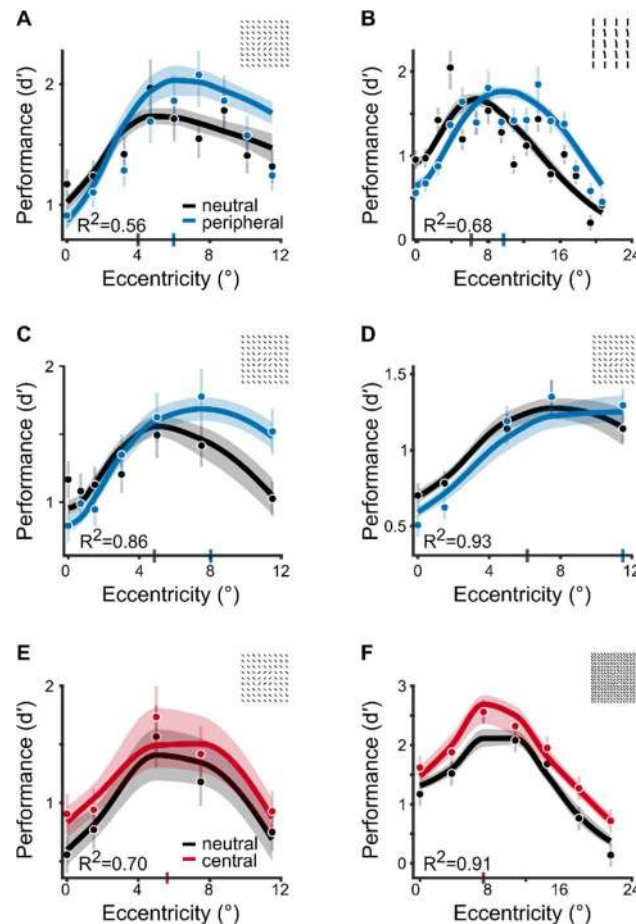 A
Performance (d′)
2
1
neutral
peripheral
R²=0.56
0 4 8 12
Eccentricity (°)
B
Performance (d′)
2
1
0
R²=0.68
0 8 16 24
Eccentricity (°)
C
Performance (d′)
2
1
R²=0.86
0 4 8 12
Eccentricity (°)
D
Performance (d′)
1.5
1
0.5
R²=0.93
0 4 8 12
Eccentricity (°)
E
Performance (d′)
2
1
neutral
central
R²=0.70
0 4 8 12
Eccentricity (°)
F
Performance (d′)
3
2
1
0
R²=0.91
0 8 16 24
Eccentricity (°)